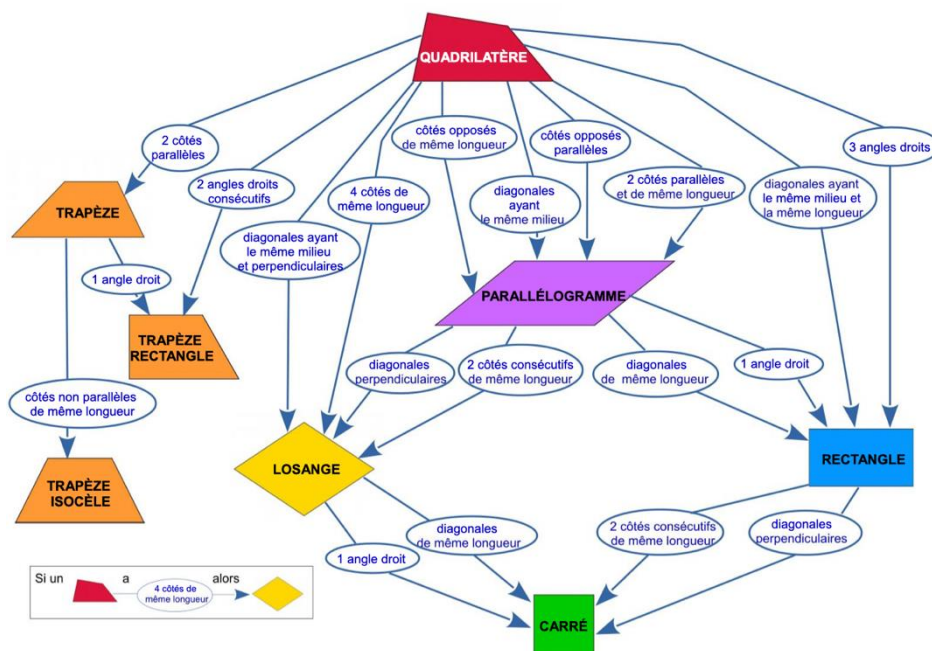 QUADRILATÈRE
2 côtés
parallèles
2 angles droits
consécutifs
diagonales ayant
le même milieu
et perpendiculaires
4 côtés de
même longueur
côtés opposés
de même longueur
diagonales
ayant
le même milieu
côtés opposés
parallèles
2 côtés parallèles
et de même longueur
diagonales ayant
le même milieu et
la même longueur
3 angles droits
TRAPÈZE
1 angle droit
TRAPÈZE
RECTANGLE
côtés non parallèles
de même longueur
TRAPÈZE
ISOCÈLE
PARALLÉLOGRAMME
diagonales
perpendiculaires
2 côtés consécutifs
de même longueur
diagonales
de même longueur
1 angle droit
LOSANGE
RECTANGLE
1 angle droit
diagonales
de même longueur
2 côtés consécutifs
de même longueur
diagonales
perpendiculaires
CARRÉ
Si un
a
4 côtés de
même longueur
alors